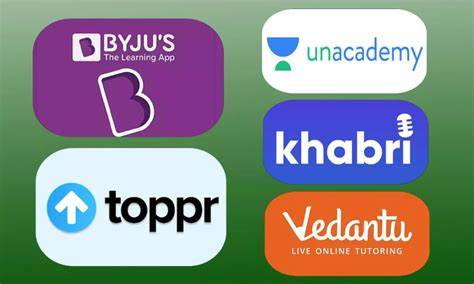 BYJU'S
The Learning App
unacademy
khabri
toppr
Vedantu
LIVE ONLINE TUTORING